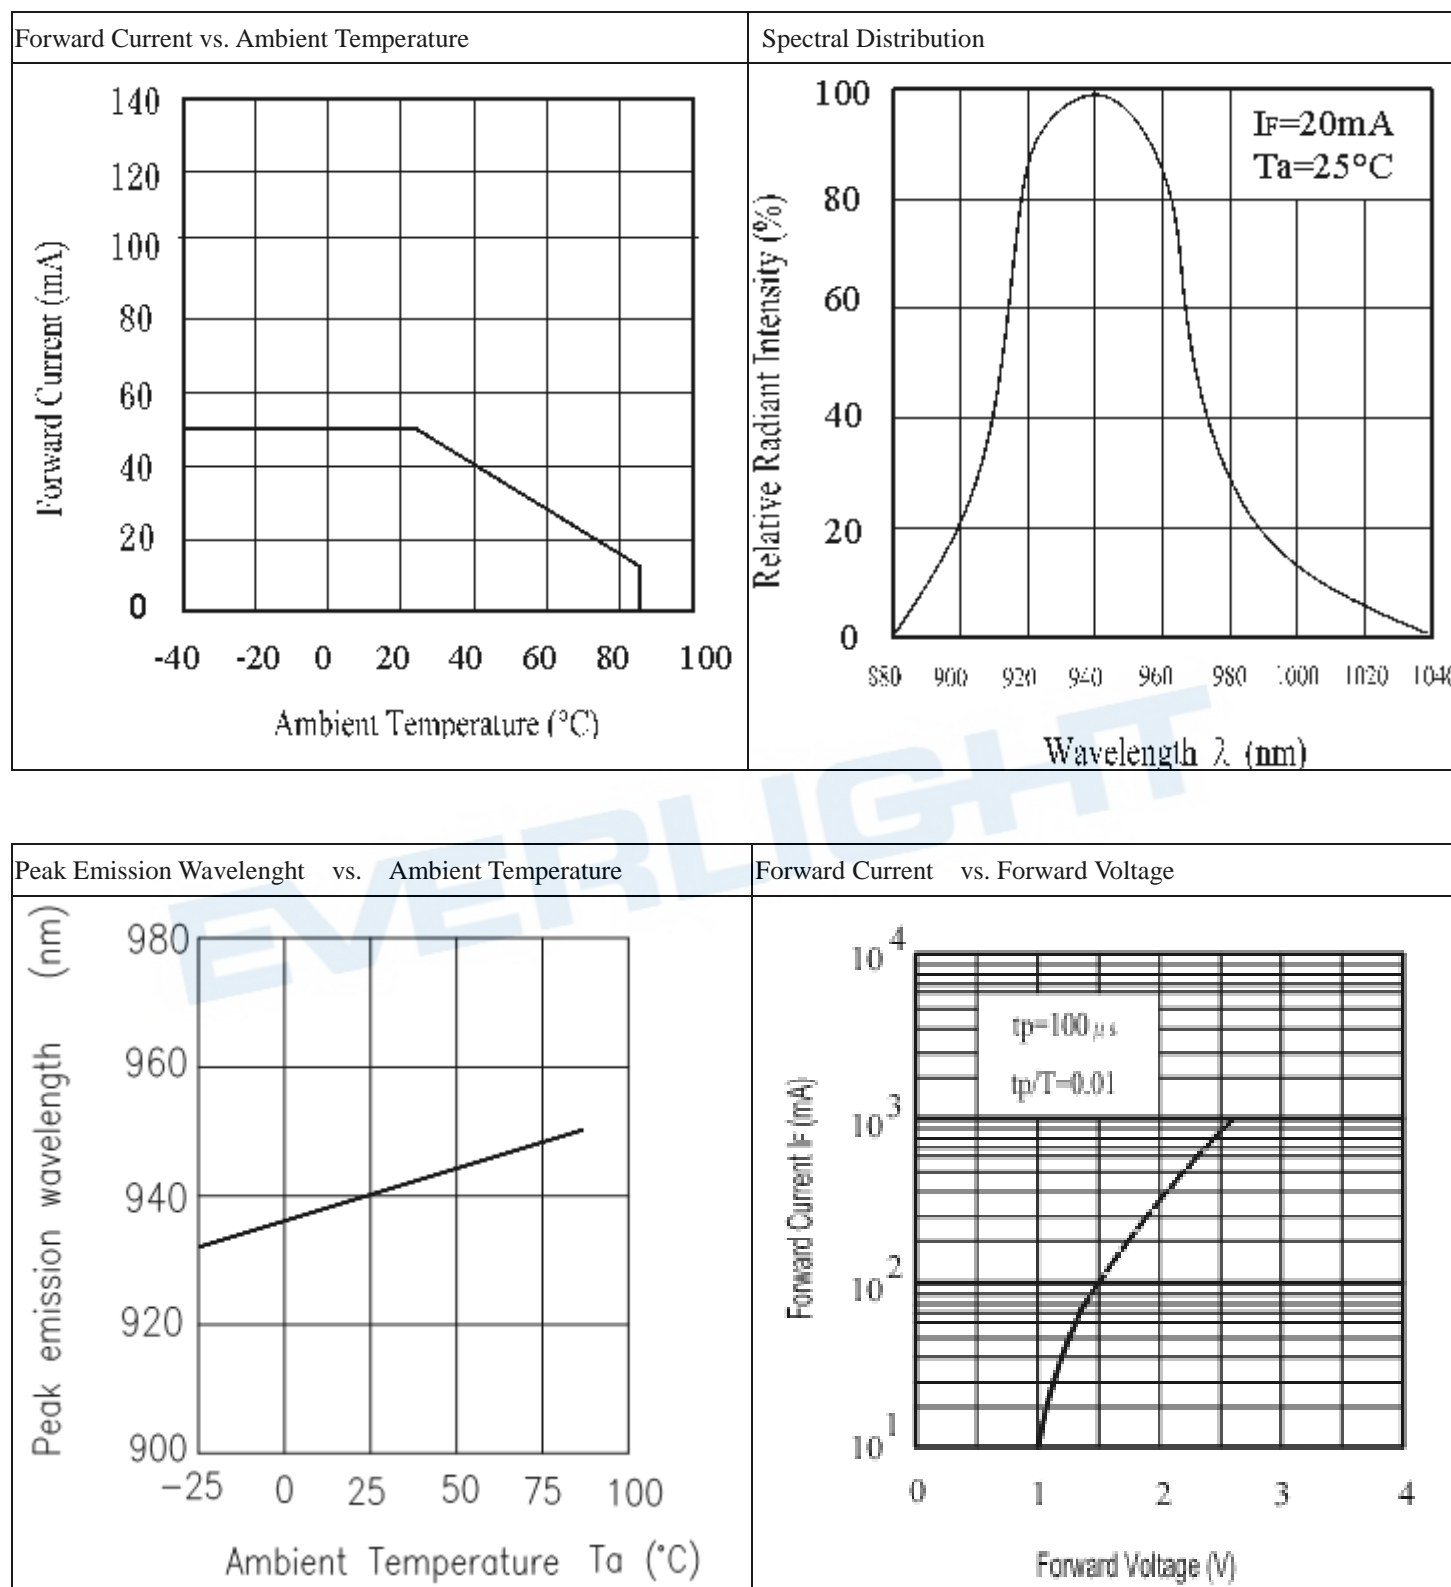 Forward Current vs. Ambient Temperature
140
120
100
80
60
40
20
0
Forward Current (mA)
-40 -20 0 20 40 60 80 100
Ambient Temperature (°C)
Spectral Distribution
100
80
60
40
20
0
Relative Radiant Intensity (%)
IF=20mA
Ta=25°C
880 900 920 940 960 980 1000 1020 1040
Wavelength λ (nm)
EVERLIGHT
Peak Emission Wavelenght vs. Ambient Temperature
980
960
940
920
900
Peak emission wavelength (nm)
-25 0 25 50 75 100
Ambient Temperature Ta (°C)
Forward Current vs. Forward Voltage
10^4
10^3
10^2
10^1
Forward Current IF (mA)
tp=100 μs
tp/T=0.01
0 1 2 3 4
Forward Voltage (V)